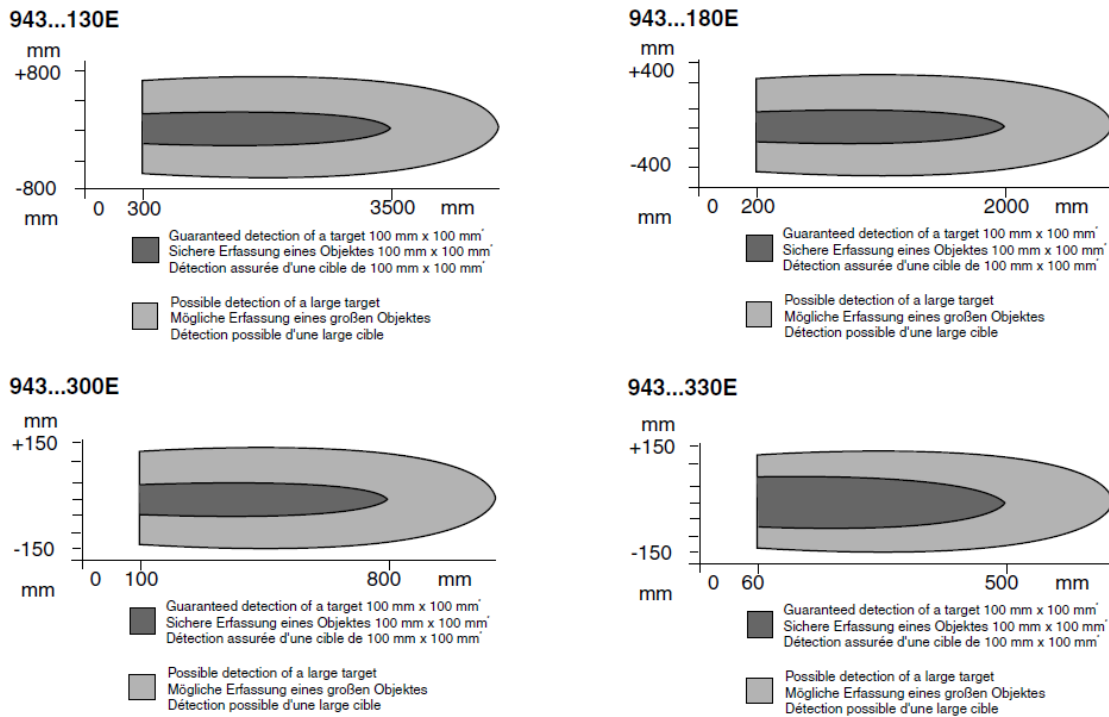 943...130E
mm
+800
-800
mm
0 300 3500 mm
Guaranteed detection of a target 100 mm x 100 mm*
Sichere Erfassung eines Objektes 100 mm x 100 mm*
Détection assurée d'une cible de 100 mm x 100 mm*
Possible detection of a large target
Mögliche Erfassung eines großen Objektes
Détection possible d'une large cible
943...180E
mm
+400
-400
mm
0 200 2000 mm
Guaranteed detection of a target 100 mm x 100 mm*
Sichere Erfassung eines Objektes 100 mm x 100 mm*
Détection assurée d'une cible de 100 mm x 100 mm*
Possible detection of a large target
Mögliche Erfassung eines großen Objektes
Détection possible d'une large cible
943...300E
mm
+150
-150
mm
0 100 800 mm
Guaranteed detection of a target 100 mm x 100 mm*
Sichere Erfassung eines Objektes 100 mm x 100 mm*
Détection assurée d'une cible de 100 mm x 100 mm*
Possible detection of a large target
Mögliche Erfassung eines großen Objektes
Détection possible d'une large cible
943...330E
mm
+150
-150
mm
0 60 500 mm
Guaranteed detection of a target 100 mm x 100 mm*
Sichere Erfassung eines Objektes 100 mm x 100 mm*
Détection assurée d'une cible de 100 mm x 100 mm*
Possible detection of a large target
Mögliche Erfassung eines großen Objektes
Détection possible d'une large cible